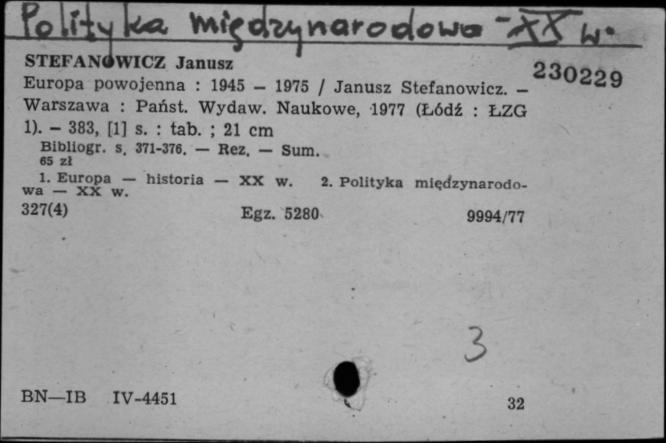 Polityka międzynarodowa - XX w.
STEFANOWICZ Janusz
230229
Europa powojenna : 1945 — 1975 / Janusz Stefanowicz. —
Warszawa : Państ. Wydaw. Naukowe, 1977 (Łódź : ŁZG
1). — 383, [1] s. : tab. ; 21 cm
Bibliogr. s. 371-376. — Rez. — Sum.
65 zł
1. Europa — historia — XX w. 2. Polityka międzynarodo-
wa — XX w.
327(4) Egz. 5280 9994/77
3
BN—IB IV-4451 32